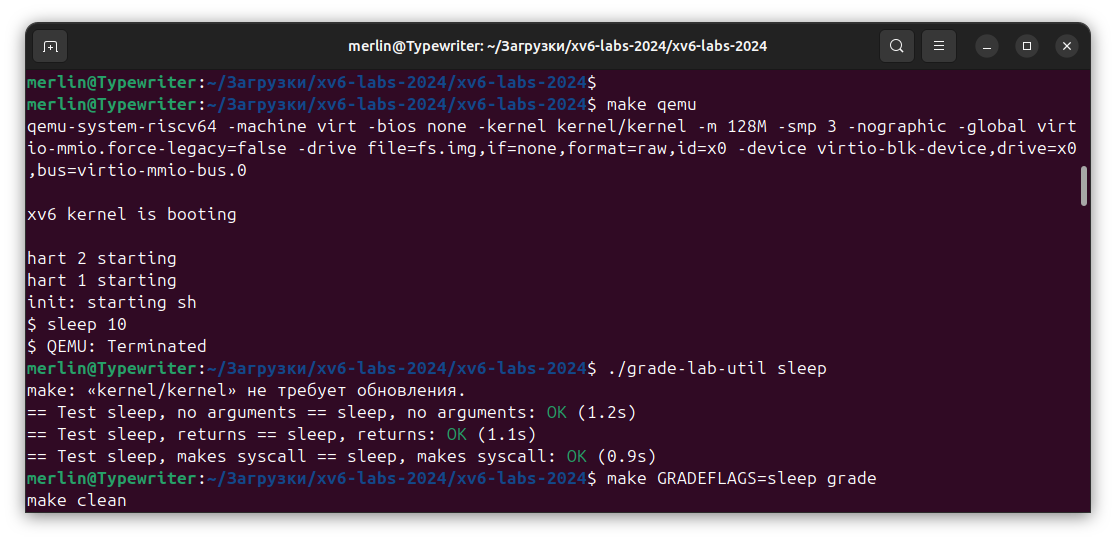 merlin@Typewriter: ~/Загрузки/xv6-labs-2024/xv6-labs-2024
merlin@Typewriter:~/Загрузки/xv6-labs-2024/xv6-labs-2024$
merlin@Typewriter:~/Загрузки/xv6-labs-2024/xv6-labs-2024$ make qemu
qemu-system-riscv64 -machine virt -bios none -kernel kernel/kernel -m 128M -smp 3 -nographic -global virt
io-mmio.force-legacy=false -drive file=fs.img,if=none,format=raw,id=x0 -device virtio-blk-device,drive=x0
,bus=virtio-mmio-bus.0
xv6 kernel is booting
hart 2 starting
hart 1 starting
init: starting sh
$ sleep 10
$ QEMU: Terminated
merlin@Typewriter:~/Загрузки/xv6-labs-2024/xv6-labs-2024$ ./grade-lab-util sleep
make: «kernel/kernel» не требует обновления.
== Test sleep, no arguments == sleep, no arguments: OK (1.2s)
== Test sleep, returns == sleep, returns: OK (1.1s)
== Test sleep, makes syscall == sleep, makes syscall: OK (0.9s)
merlin@Typewriter:~/Загрузки/xv6-labs-2024/xv6-labs-2024$ make GRADEFLAGS=sleep grade
make clean